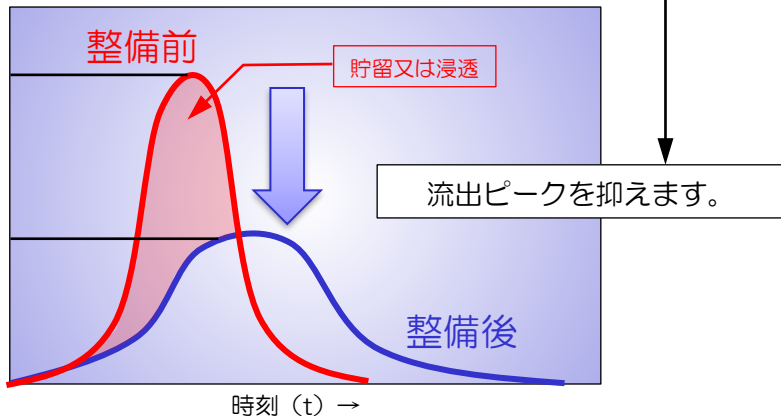 整備前
貯留又は浸透
流出ピークを抑えます。
整備後
時刻（t）→